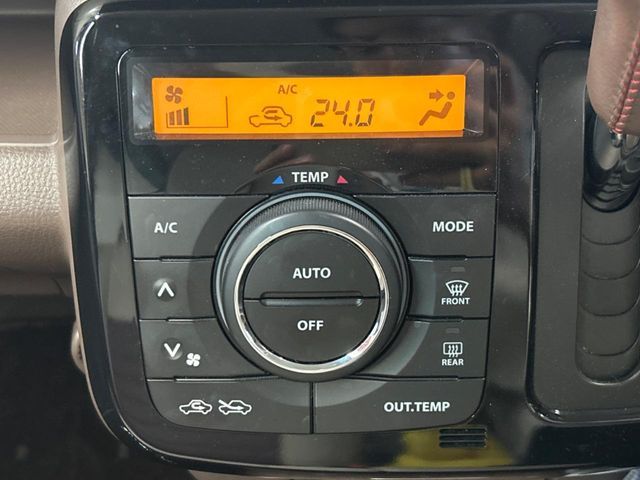 A/C
24.0
TEMP
A/C
MODE
AUTO
FRONT
OFF
REAR
OUT.TEMP